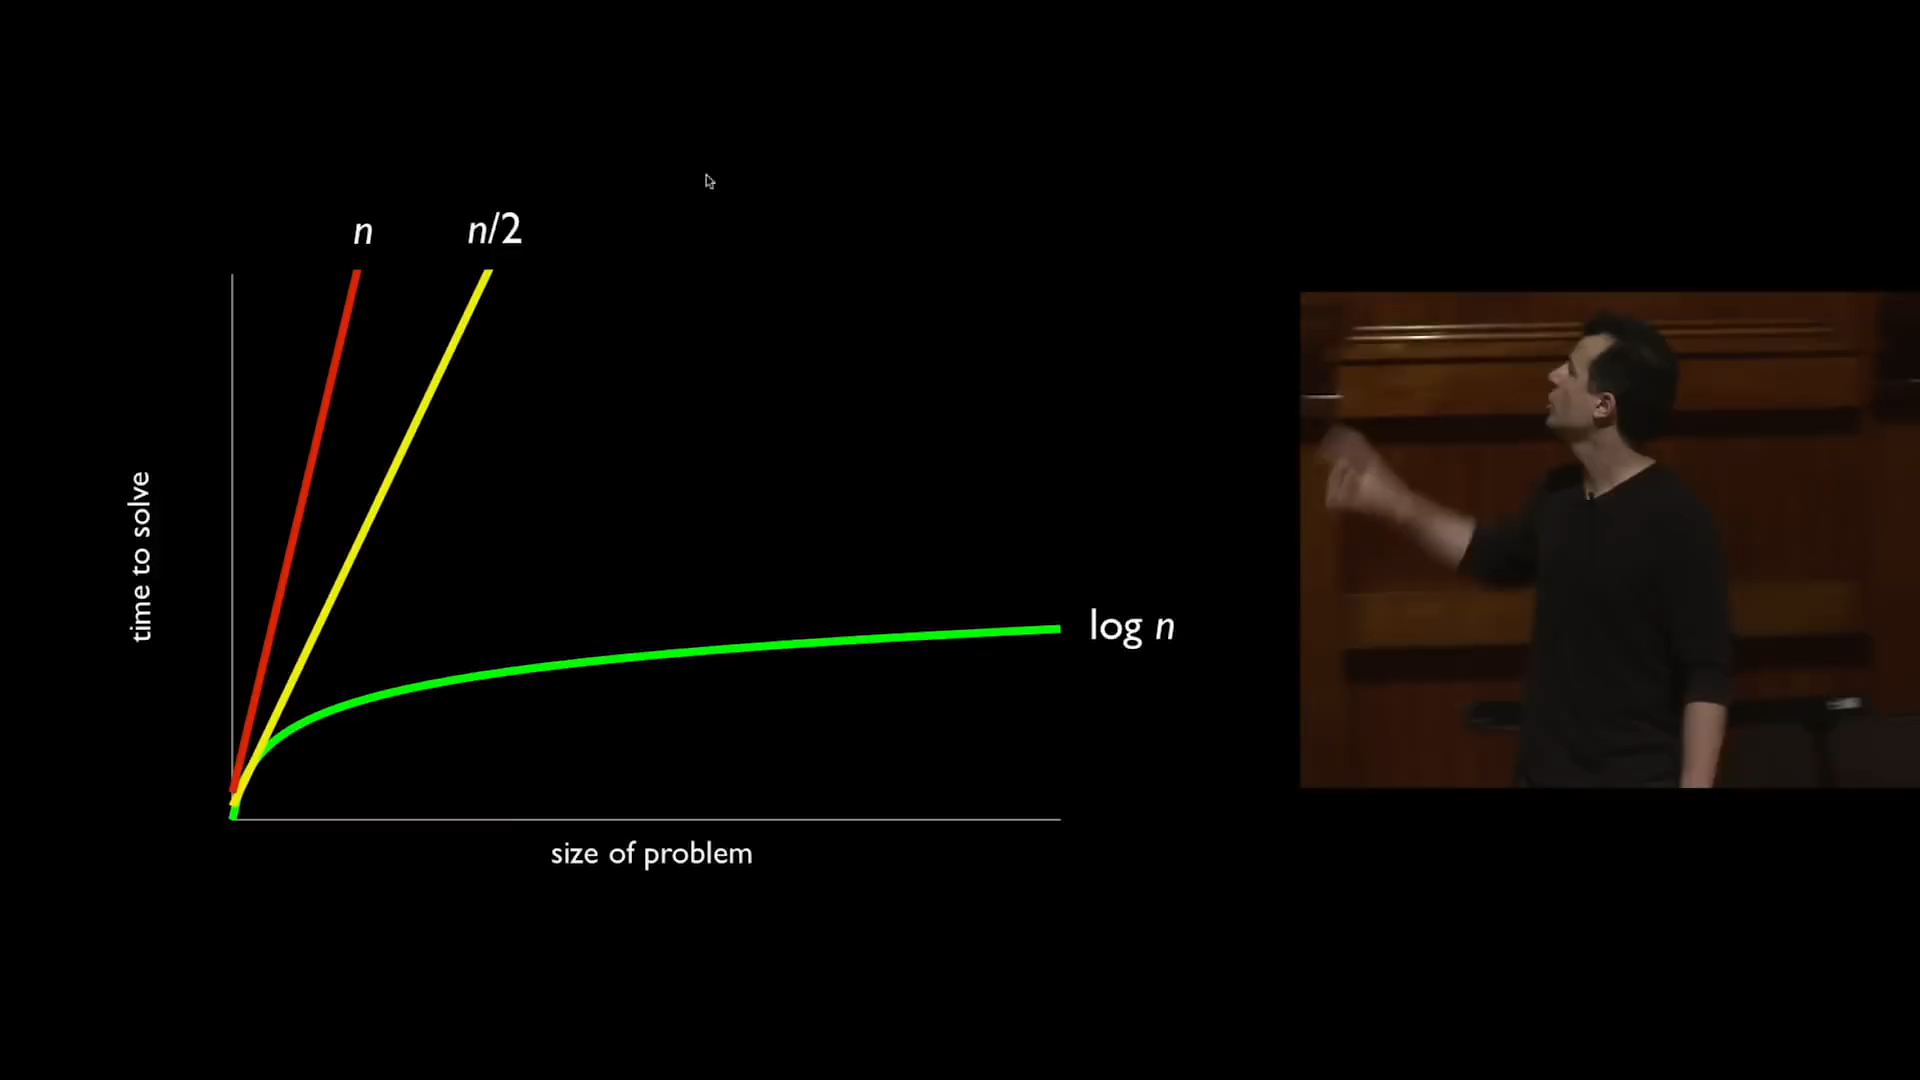 n
n/2
time to solve
log n
size of problem